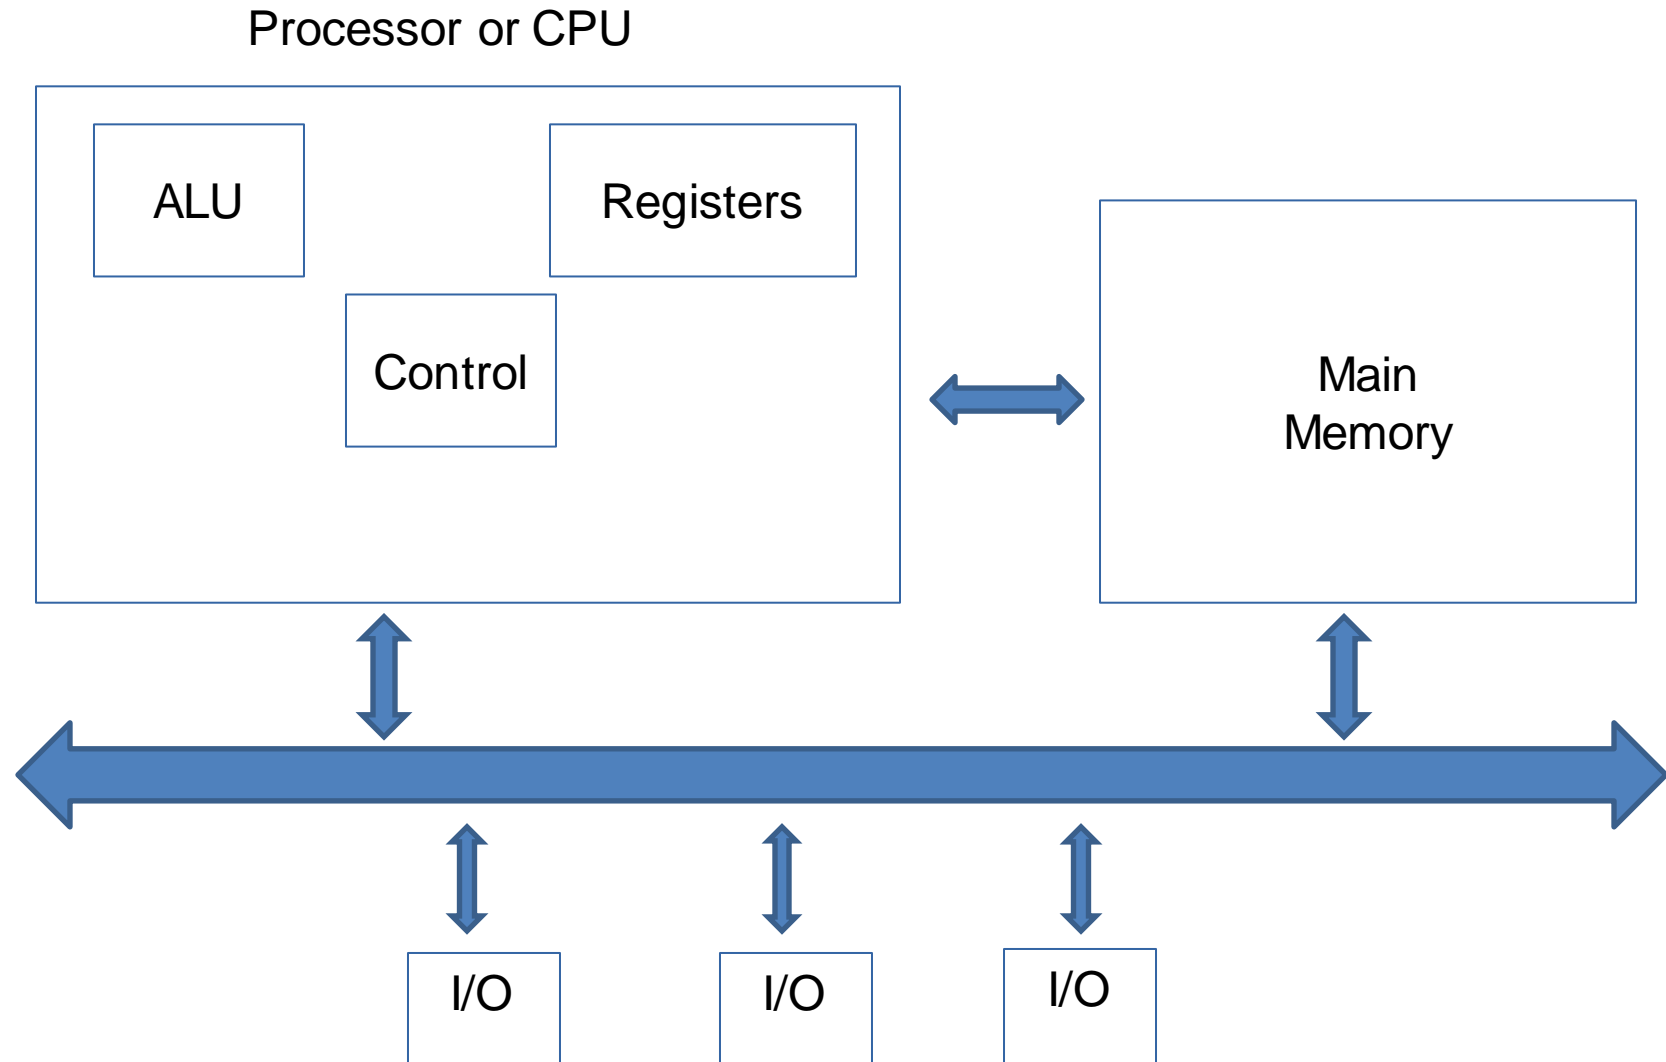 Processor or CPU
ALU
Registers
Control
Main
Memory
I/O
I/O
I/O